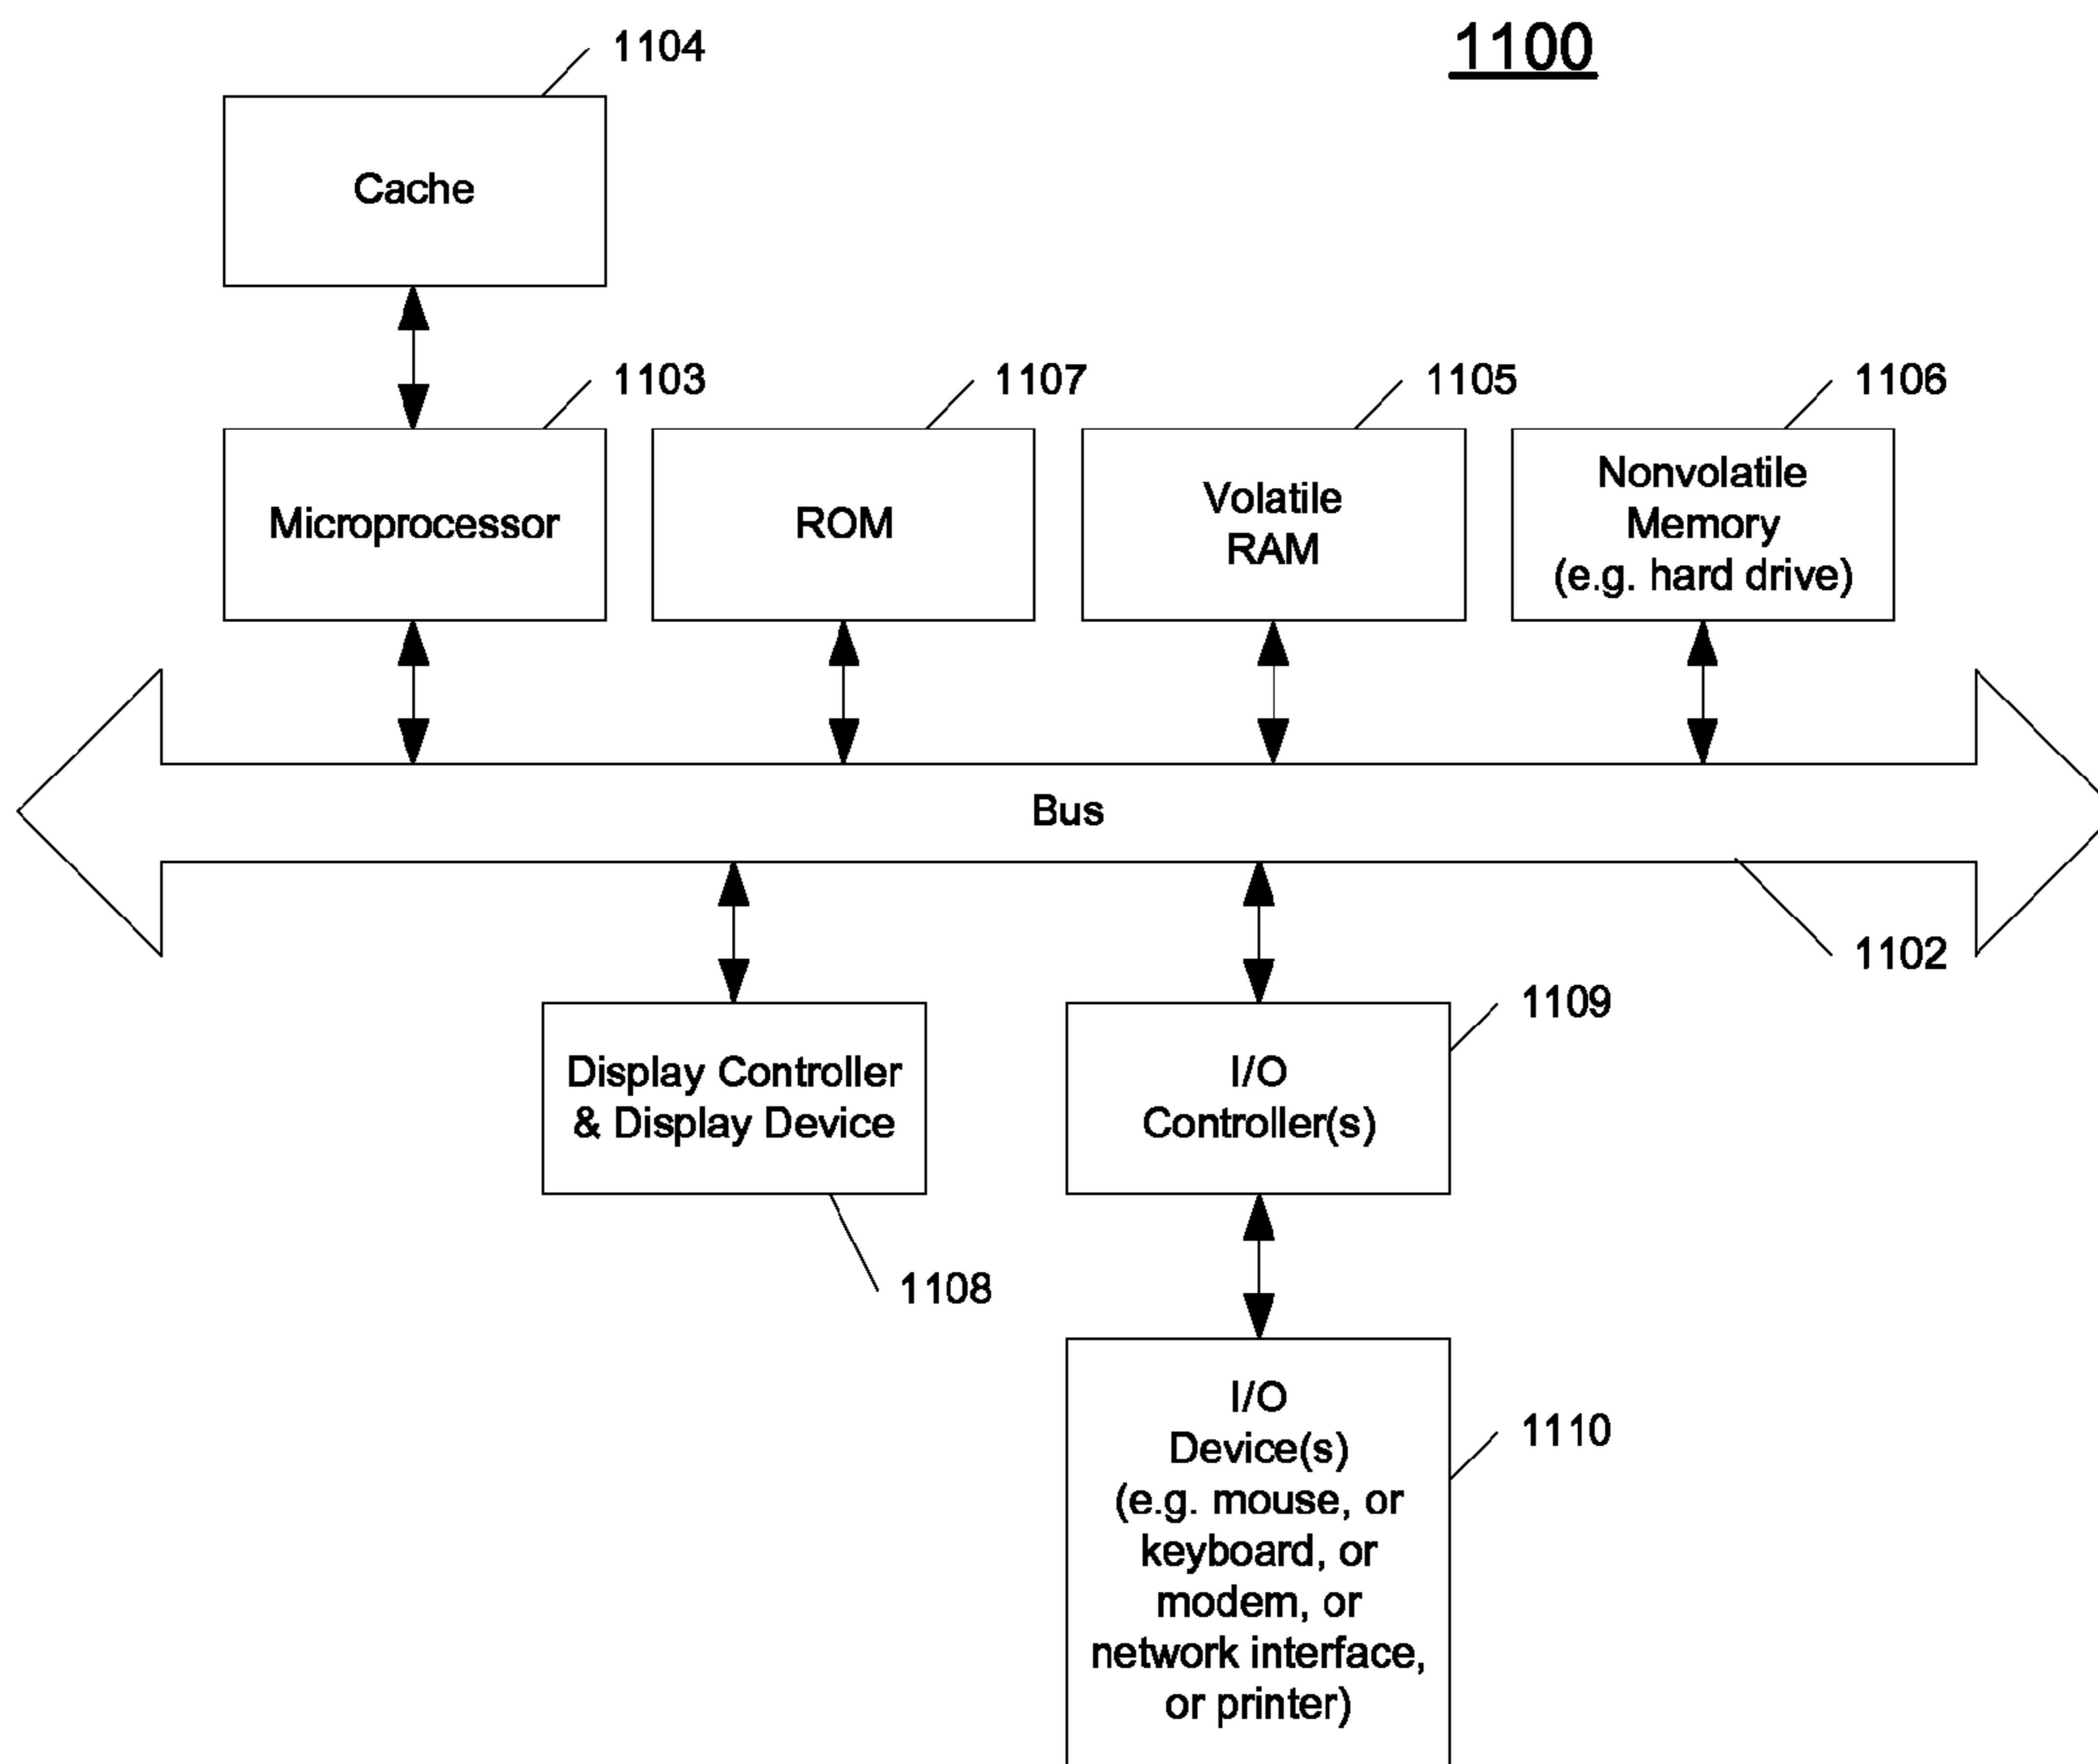 1100
1104
Cache
1103
1107
1105
1106
Microprocessor
ROM
Volatile
RAM
Nonvolatile
Memory
(e.g. hard drive)
Bus
1102
Display Controller
& Display Device
1108
I/O
Controller(s)
1109
I/O
Device(s)
(e.g. mouse, or
keyboard, or
modem, or
network interface,
or printer)
1110